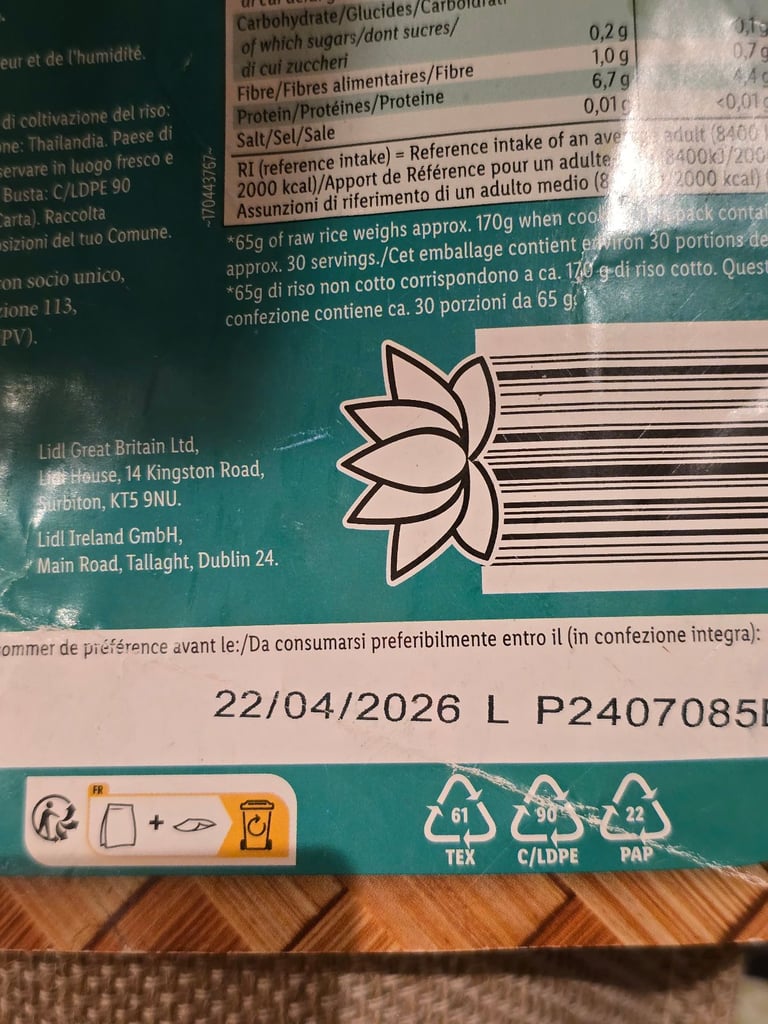 Carbohydrate/Glucides/Carboidrati
of which sugars/dont sucres/
di cui zuccheri
0,2 g
0,1 g
Fibre/Fibres alimentaires/Fibre
1,0 g
0,7 g
Protein/Protéines/Proteine
6,7 g
4,4 g
Salt/Sel/Sale
0,01 g
<0,01
RI (reference intake) = Reference intake of an average adult (8400
2000 kcal)/Apport de Référence pour un adulte 8400kJ/200
Assunzioni di riferimento di un adulto medio (8 2000 kcal)
*65g of raw rice weighs approx. 170g when coo pack contai
approx. 30 servings./Cet emballage contient environ 30 portions de
*65g di riso non cotto corrispondono a ca. 170 g di riso cotto. Quest
confezione contiene ca. 30 porzioni da 65 g.
~170443767~
eur et de l'humidité.
di coltivazione del riso:
ne: Thailandia. Paese di
servare in luogo fresco e
Busta: C/LDPE 90
Carta). Raccolta
sizioni del tuo Comune.
on socio unico,
zione 113,
PV).
Lidl Great Britain Ltd,
Lidl House, 14 Kingston Road,
Surbiton, KT5 9NU.
Lidl Ireland GmbH,
Main Road, Tallaght, Dublin 24.
ommer de préférence avant le:/Da consumarsi preferibilmente entro il (in confezione integra):
22/04/2026 L P2407085
FR
+
61
TEX
90
C/LDPE
22
PAP